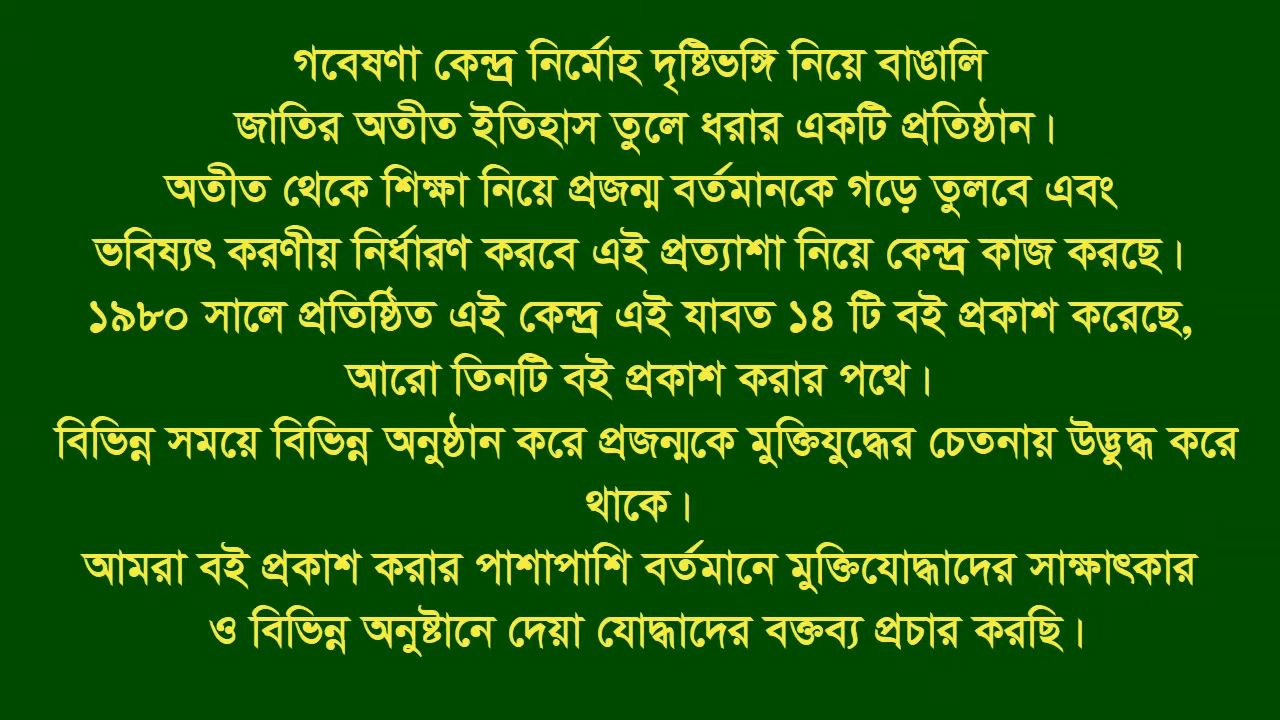 গবেষণা কেন্দ্র নির্মোহ দৃষ্টিভঙ্গি নিয়ে বাঙালি
জাতির অতীত ইতিহাস তুলে ধরার একটি প্রতিষ্ঠান।
অতীত থেকে শিক্ষা নিয়ে প্রজন্ম বর্তমানকে গড়ে তুলবে এবং
ভবিষ্যৎ করণীয় নির্ধারণ করবে এই প্রত্যাশা নিয়ে কেন্দ্র কাজ করছে।
১৯৮০ সালে প্রতিষ্ঠিত এই কেন্দ্র এই যাবত ১৪ টি বই প্রকাশ করেছে,
আরো তিনটি বই প্রকাশ করার পথে।
বিভিন্ন সময়ে বিভিন্ন অনুষ্ঠান করে প্রজন্মকে মুক্তিযুদ্ধের চেতনায় উদ্ভুদ্ধ করে
থাকে।
আমরা বই প্রকাশ করার পাশাপাশি বর্তমানে মুক্তিযোদ্ধাদের সাক্ষাৎকার
ও বিভিন্ন অনুষ্টানে দেয়া যোদ্ধাদের বক্তব্য প্রচার করছি।